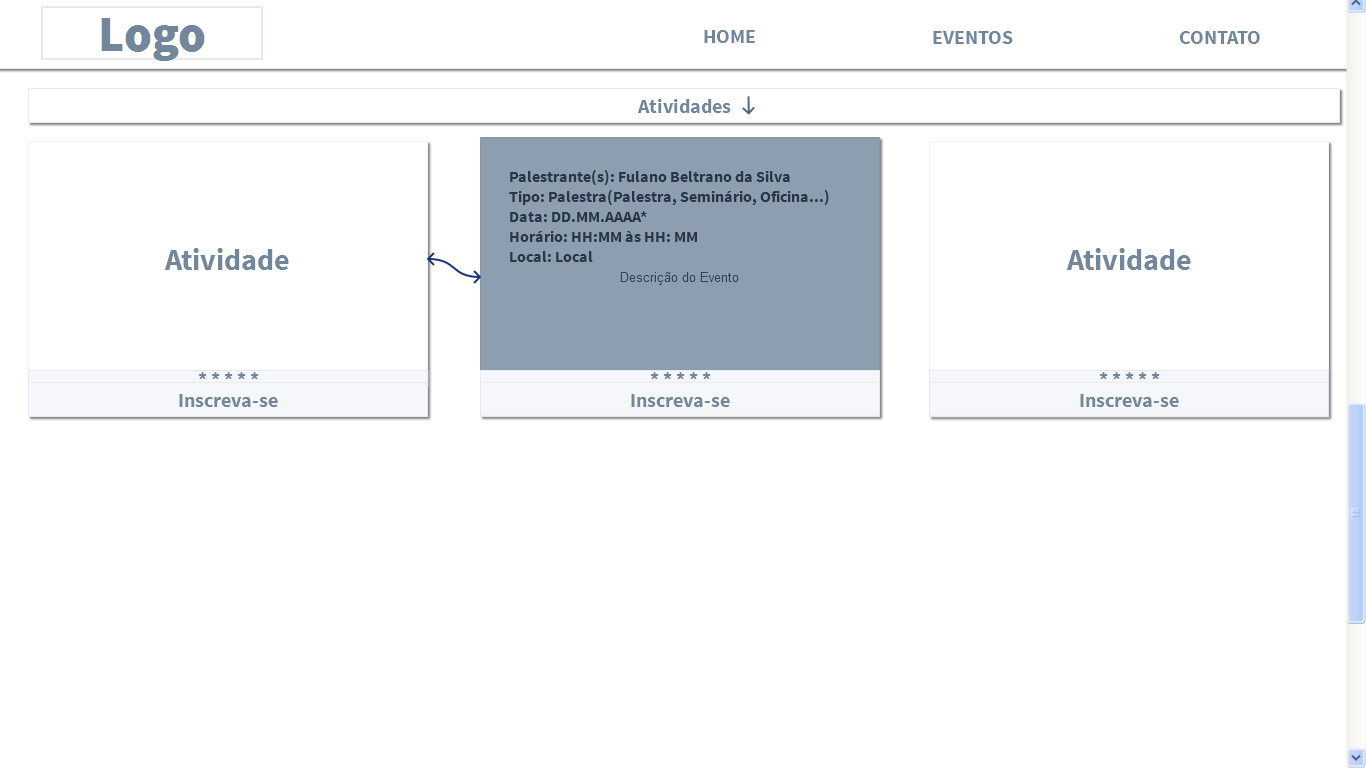 Logo
HOME
EVENTOS
CONTATO
Atividades ↓
Atividade
Palestrante(s): Fulano Beltrano da Silva
Tipo: Palestra(Palestra, Seminário, Oficina...)
Data: DD.MM.AAAA*
Horário: HH:MM às HH: MM
Local: Local
Descrição do Evento
Atividade
* * * * *
* * * * *
* * * * *
Inscreva-se
Inscreva-se
Inscreva-se